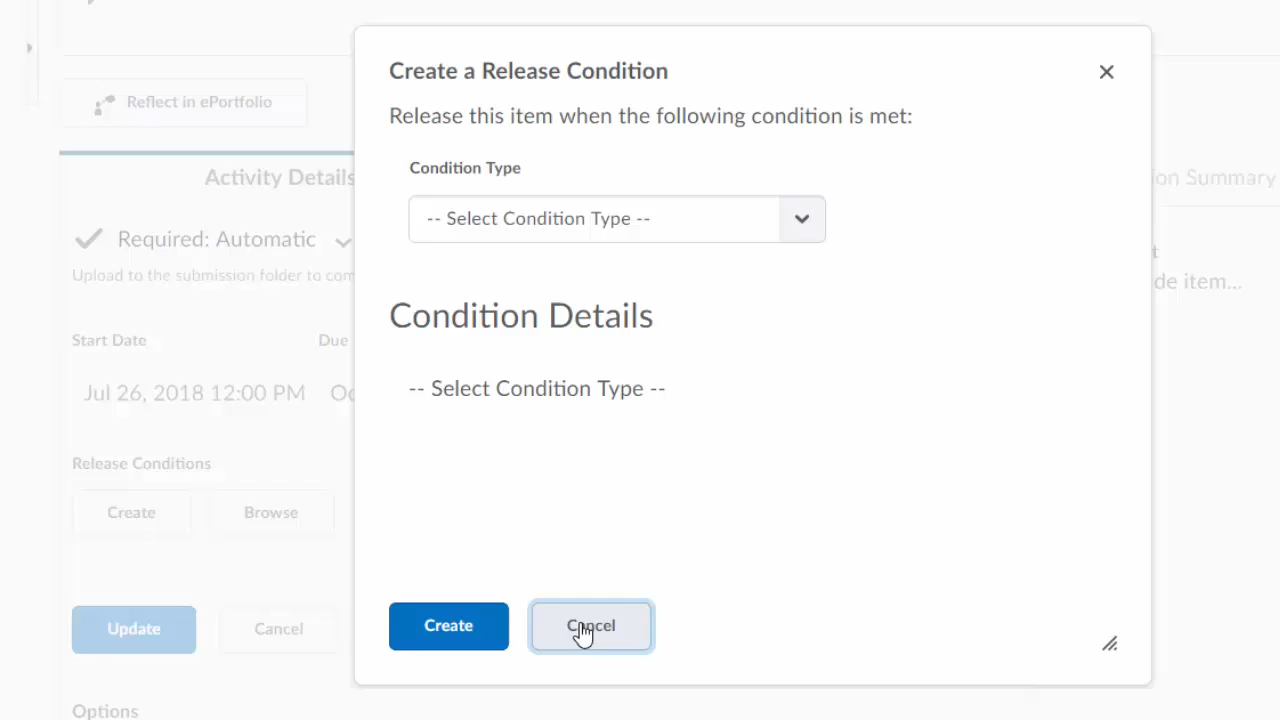 Create a Release Condition
Release this item when the following condition is met:
Condition Type
-- Select Condition Type --
Condition Details
-- Select Condition Type --
Create
Cancel
Reflect in ePortfolio
Activity Details
ion Summary
Required: Automatic
Upload to the submission folder to com
de item...
Start Date
Due
Jul 26, 2018 12:00 PM
Release Conditions
Create
Browse
Update
Cancel
Options